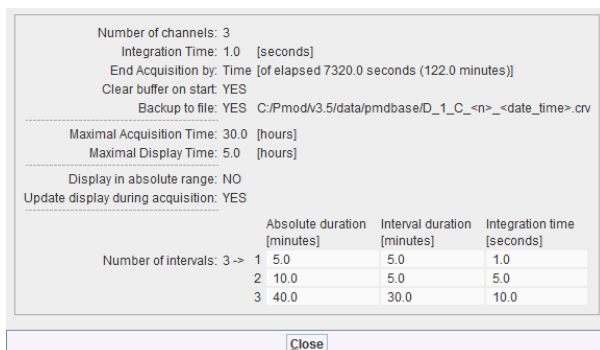 Number of channels: 3
Integration Time: 1.0 [seconds]
End Acquisition by: Time [of elapsed 7320.0 seconds (122.0 minutes)]
Clear buffer on start: YES
Backup to file: YES C:/Pmod/v3.5/data/pmdbase/D_1_C_<n>_<date_time>.crv
Maximal Acquisition Time: 30.0 [hours]
Maximal Display Time: 5.0 [hours]
Display in absolute range: NO
Update display during acquisition: YES
Absolute duration [minutes] Interval duration [minutes] Integration time [seconds]
Number of intervals: 3 -> 1 5.0 5.0 1.0
2 10.0 5.0 5.0
3 40.0 30.0 10.0
Close